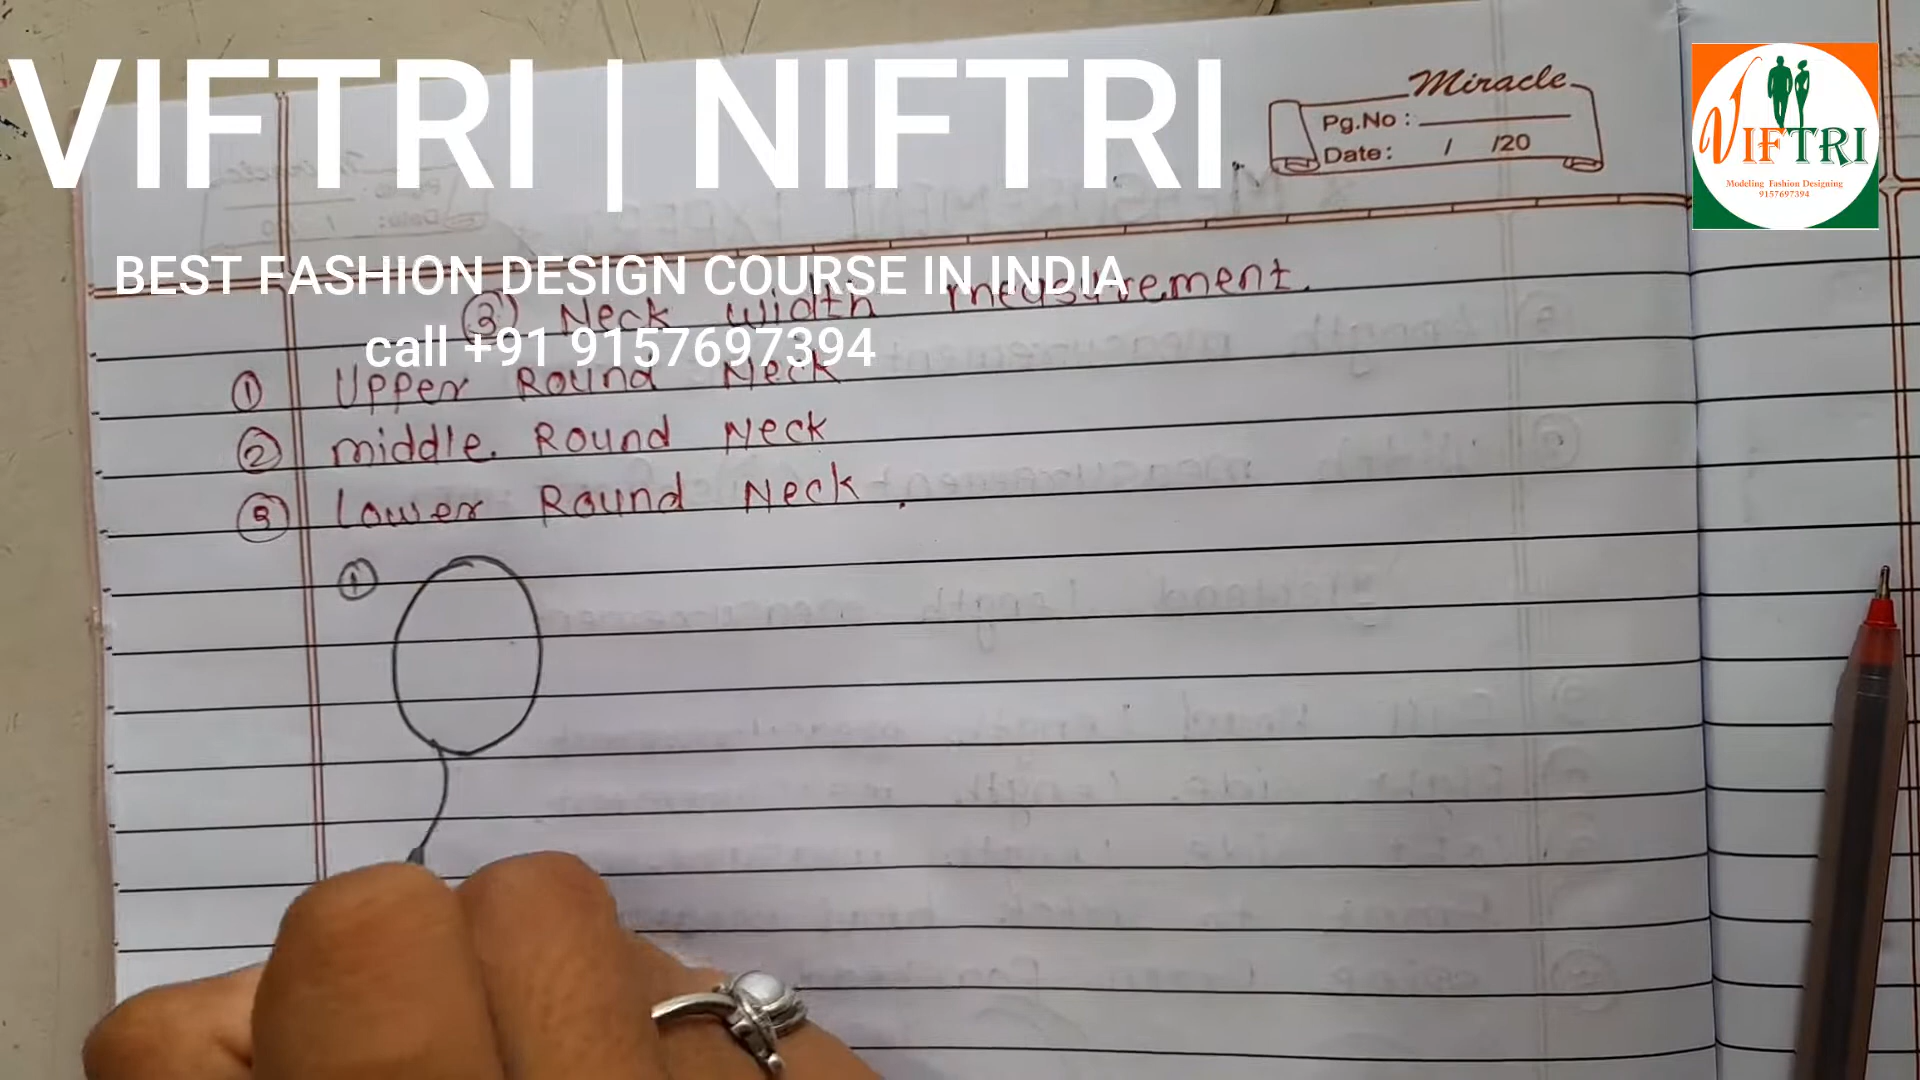 VIFTRI | NIFTRI
Miracle
Pg.No :
Date: / /20
VIFTRI
Modeling Fashion Designing
9157697394
BEST FASHION DESIGN COURSE IN INDIA
③ Neck width measurement.
call +91 9157697394
① Upper Round Neck
② middle. Round Neck
③ Lower Round Neck.
①